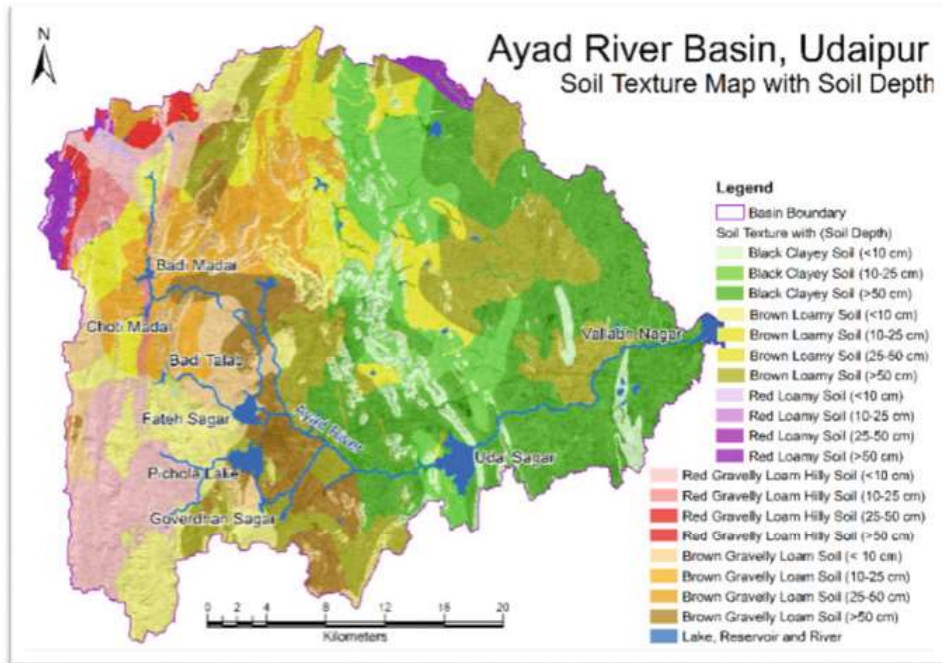 N
Ayad River Basin, Udaipur
Soil Texture Map with Soil Depth
Legend
Basin Boundary
Soil Texture with (Soil Depth)
Black Clayey Soil (<10 cm)
Black Clayey Soil (10-25 cm)
Black Clayey Soil (>50 cm)
Brown Loamy Soil (<10 cm)
Brown Loamy Soil (10-25 cm)
Brown Loamy Soil (25-50 cm)
Brown Loamy Soil (>50 cm)
Red Loamy Soil (<10 cm)
Red Loamy Soil (10-25 cm)
Red Loamy Soil (25-50 cm)
Red Loamy Soil (>50 cm)
Red Gravelly Loam Hilly Soil (<10 cm)
Red Gravelly Loam Hilly Soil (10-25 cm)
Red Gravelly Loam Hilly Soil (25-50 cm)
Red Gravelly Loam Hilly Soil (>50 cm)
Brown Gravelly Loam Soil (< 10 cm)
Brown Gravelly Loam Soil (10-25 cm)
Brown Gravelly Loam Soil (25-50 cm)
Brown Gravelly Loam Soil (>50 cm)
Lake, Reservoir and River
Badi Madar
Choti Madar
Badi Talab
Vallabh Nagar
Fateh Sagar
Ayad River
Pichola Lake
Udai Sagar
Goverdhan Sagar
0 2 4 8 12 16 20
Kilometers